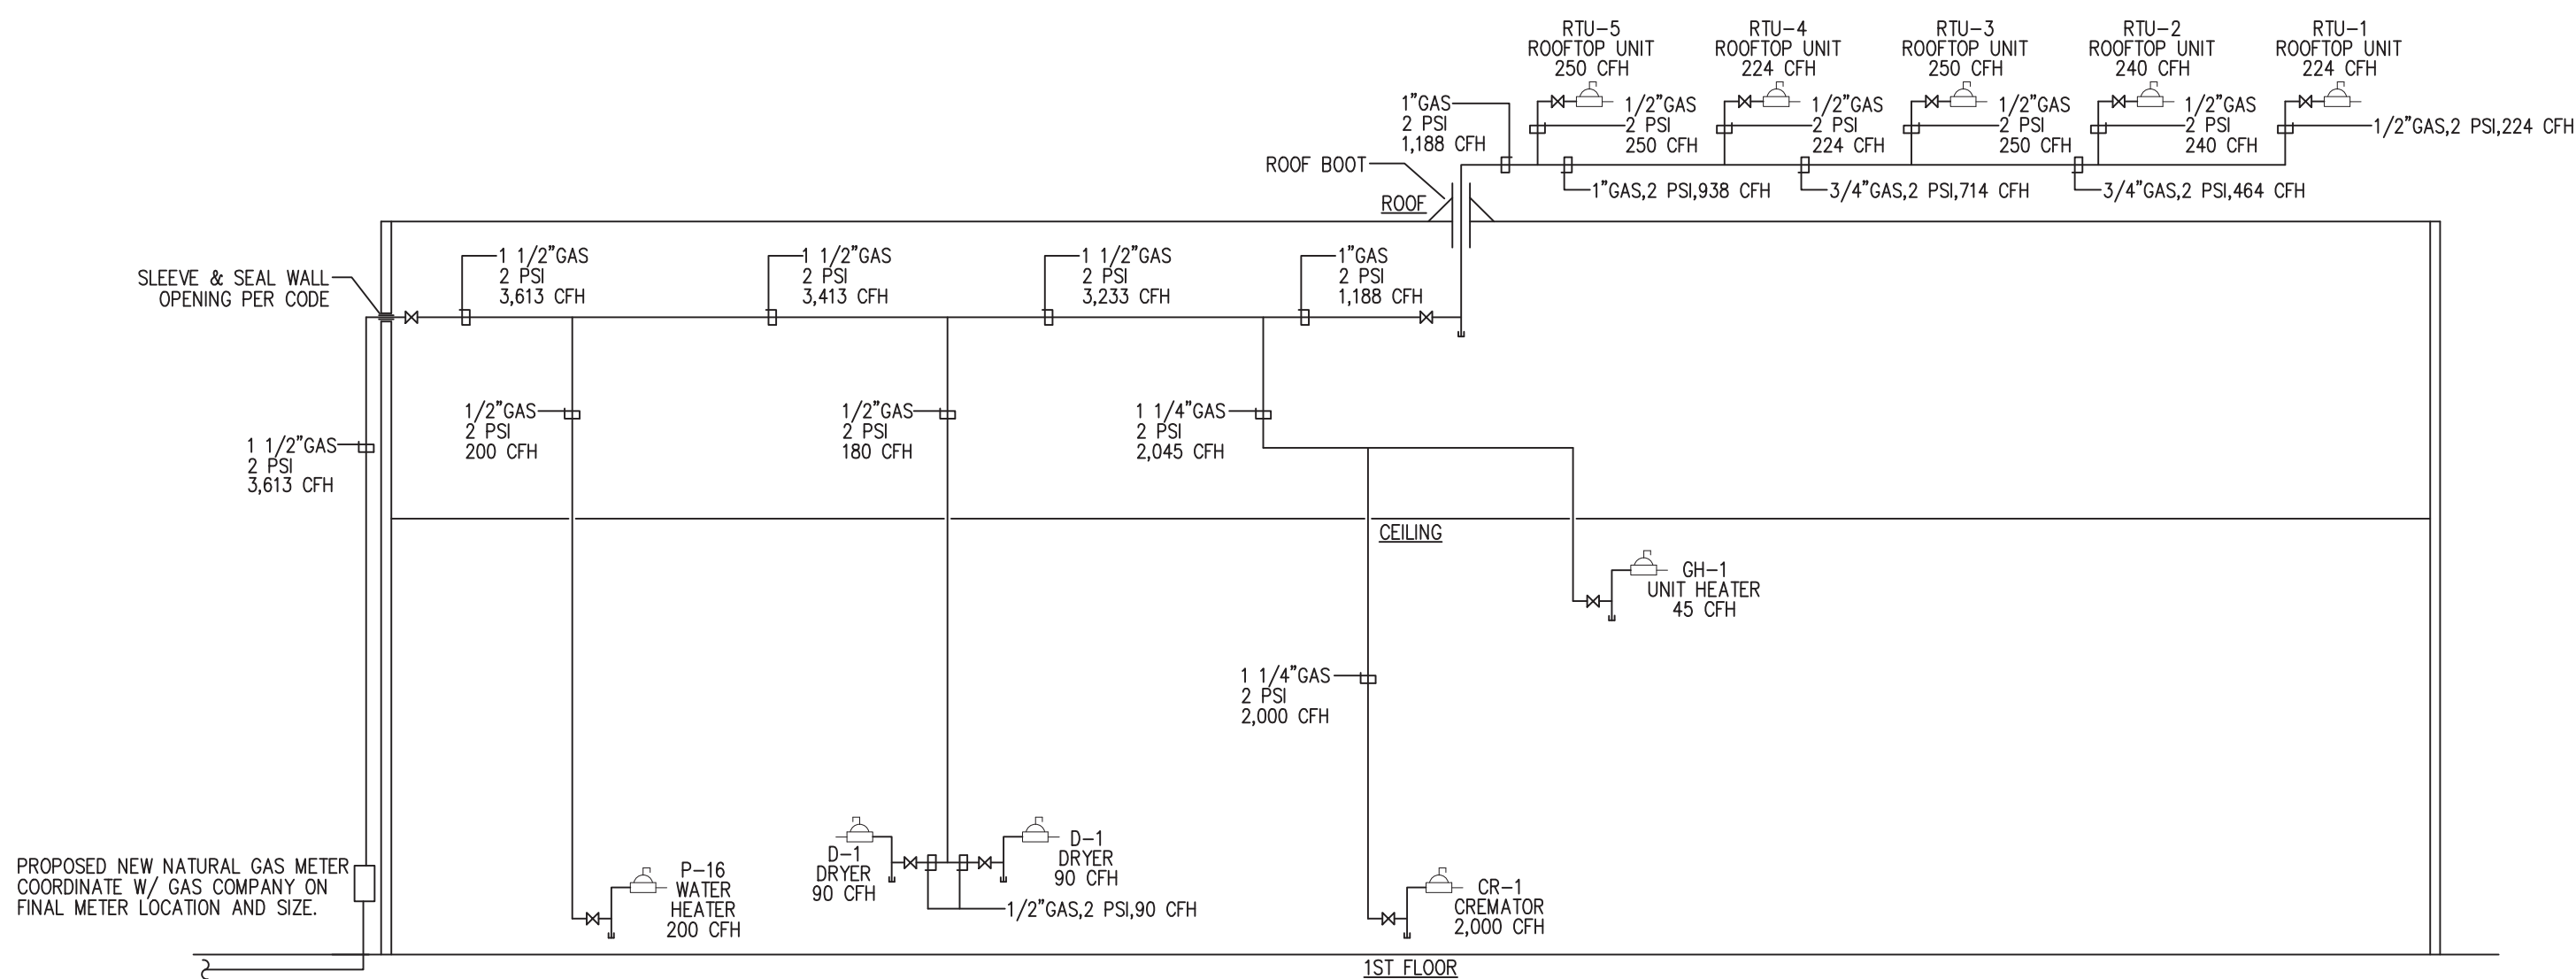 RTU-5
ROOFTOP UNIT
250 CFH
RTU-4
ROOFTOP UNIT
224 CFH
RTU-3
ROOFTOP UNIT
250 CFH
RTU-2
ROOFTOP UNIT
240 CFH
RTU-1
ROOFTOP UNIT
224 CFH
1"GAS
2 PSI
1,188 CFH
1/2"GAS
2 PSI
250 CFH
1/2"GAS
2 PSI
224 CFH
1/2"GAS
2 PSI
250 CFH
1/2"GAS
2 PSI
240 CFH
1/2"GAS,2 PSI,224 CFH
ROOF BOOT
1"GAS,2 PSI,938 CFH
3/4"GAS,2 PSI,714 CFH
3/4"GAS,2 PSI,464 CFH
ROOF
SLEEVE & SEAL WALL
OPENING PER CODE
1 1/2"GAS
2 PSI
3,613 CFH
1 1/2"GAS
2 PSI
3,413 CFH
1 1/2"GAS
2 PSI
3,233 CFH
1"GAS
2 PSI
1,188 CFH
1 1/2"GAS
2 PSI
3,613 CFH
1/2"GAS
2 PSI
200 CFH
1/2"GAS
2 PSI
180 CFH
1 1/4"GAS
2 PSI
2,045 CFH
CEILING
GH-1
UNIT HEATER
45 CFH
1 1/4"GAS
2 PSI
2,000 CFH
PROPOSED NEW NATURAL GAS METER
COORDINATE W/ GAS COMPANY ON
FINAL METER LOCATION AND SIZE.
P-16
WATER
HEATER
200 CFH
D-1
DRYER
90 CFH
D-1
DRYER
90 CFH
1/2"GAS,2 PSI,90 CFH
CR-1
CREMATOR
2,000 CFH
1ST FLOOR